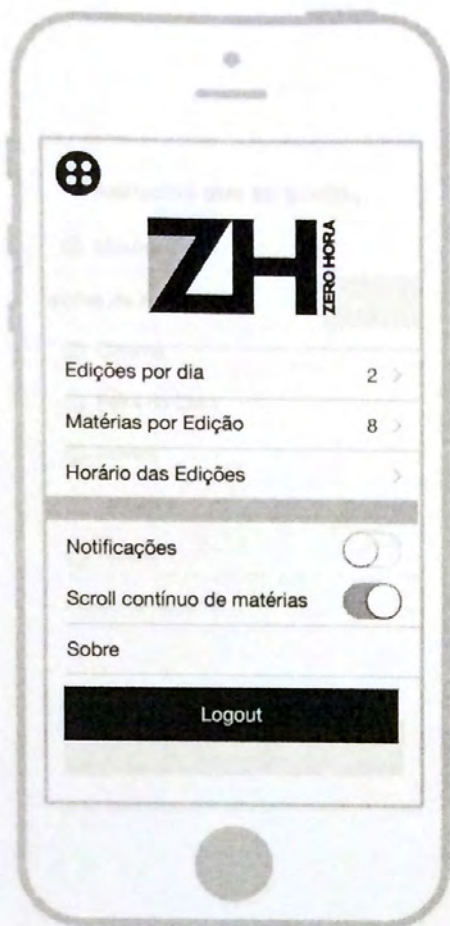 ZH
ZERO HORA
Edições por dia 2 >
Matérias por Edição 8 >
Horário das Edições >
Notificações
Scroll contínuo de matérias
Sobre
Logout